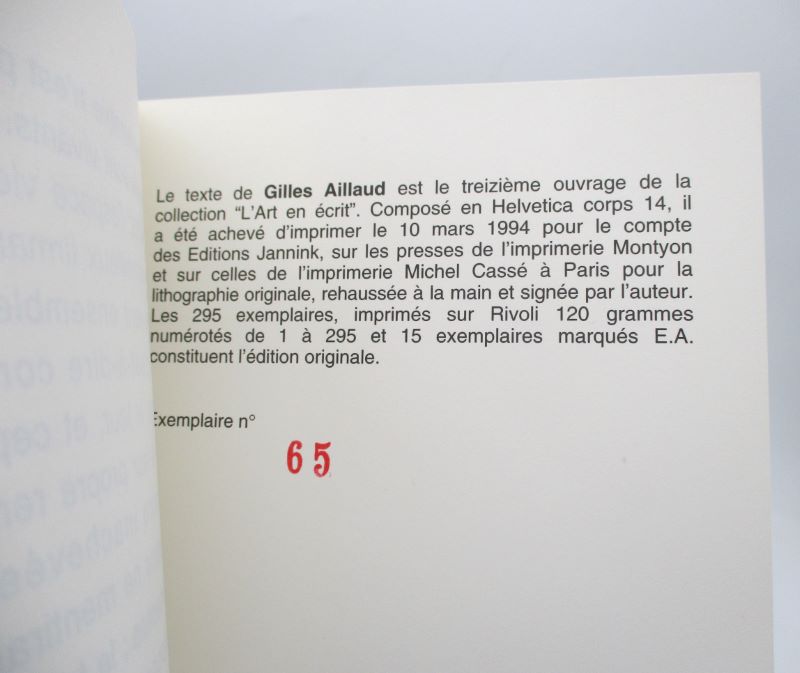 Le texte de Gilles Aillaud est le treizième ouvrage de la
collection “L’Art en écrit”. Composé en Helvetica corps 14, il
a été achevé d’imprimer le 10 mars 1994 pour le compte
des Editions Jannink, sur les presses de l’imprimerie Montyon
et sur celles de l’imprimerie Michel Cassé à Paris pour la
lithographie originale, rehaussée à la main et signée par l’auteur.
Les 295 exemplaires, imprimés sur Rivoli 120 grammes
numérotés de 1 à 295 et 15 exemplaires marqués E.A.
constituent l’édition originale.
Exemplaire n°
65